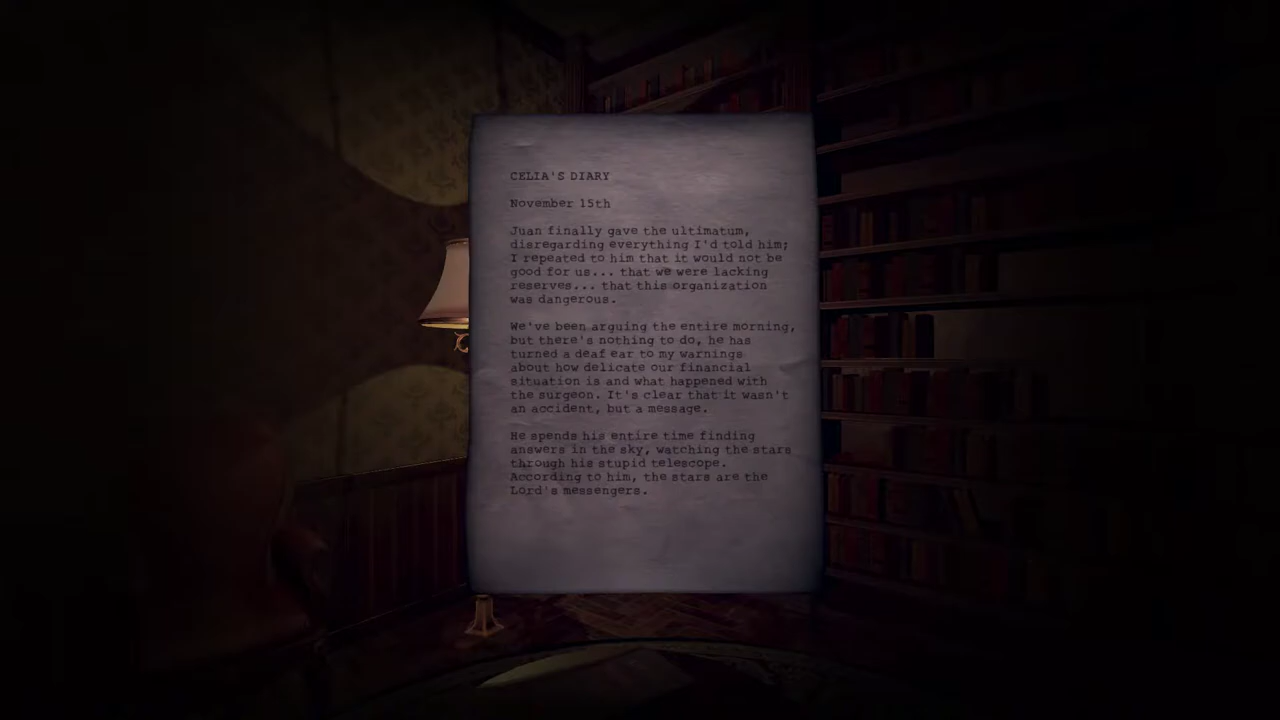 CELIA'S DIARY
November 15th
Juan finally gave the ultimatum,
disregarding everything I'd told him;
I repeated to him that it would not be
good for us... that we were lacking
reserves... that this organization
was dangerous.
We've been arguing the entire morning,
but there's nothing to do, he has
turned a deaf ear to my warnings
about how delicate our financial
situation is and what happened with
the surgeon. It's clear that it wasn't
an accident, but a message.
He spends his entire time finding
answers in the sky, watching the stars
through his stupid telescope.
According to him, the stars are the
Lord's messengers.